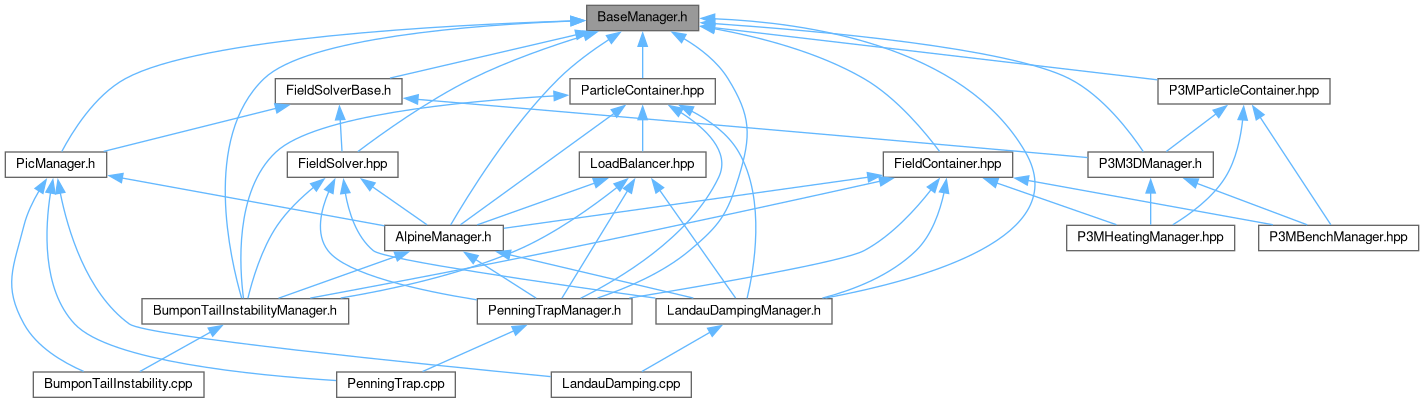 BaseManager.h
FieldSolverBase.h
ParticleContainer.hpp
P3MParticleContainer.hpp
PicManager.h
FieldSolver.hpp
LoadBalancer.hpp
FieldContainer.hpp
P3M3DManager.h
AlpineManager.h
P3MHeatingManager.hpp
P3MBenchManager.hpp
BumponTailInstabilityManager.h
PenningTrapManager.h
LandauDampingManager.h
BumponTailInstability.cpp
PenningTrap.cpp
LandauDamping.cpp